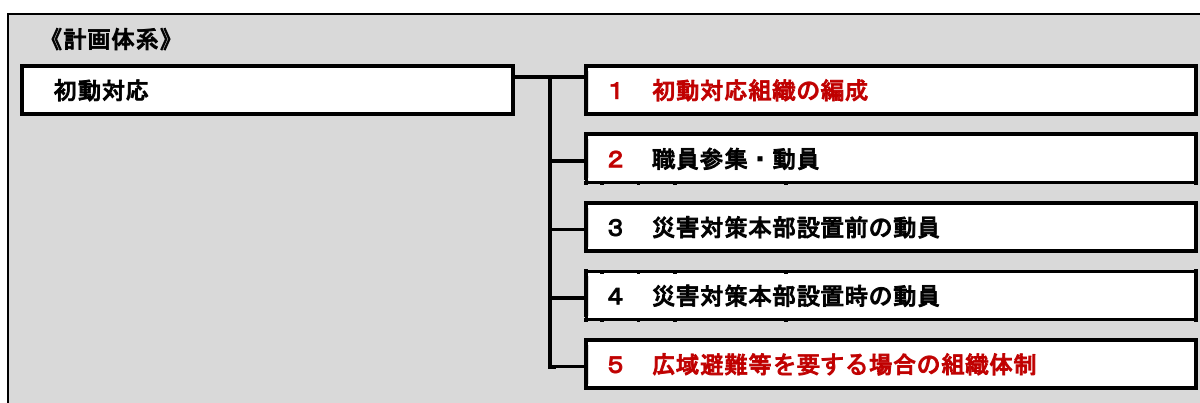 《計画体系》
初動対応
１　初動対応組織の編成
２　職員参集・動員
３　災害対策本部設置前の動員
４　災害対策本部設置時の動員
５　広域避難等を要する場合の組織体制